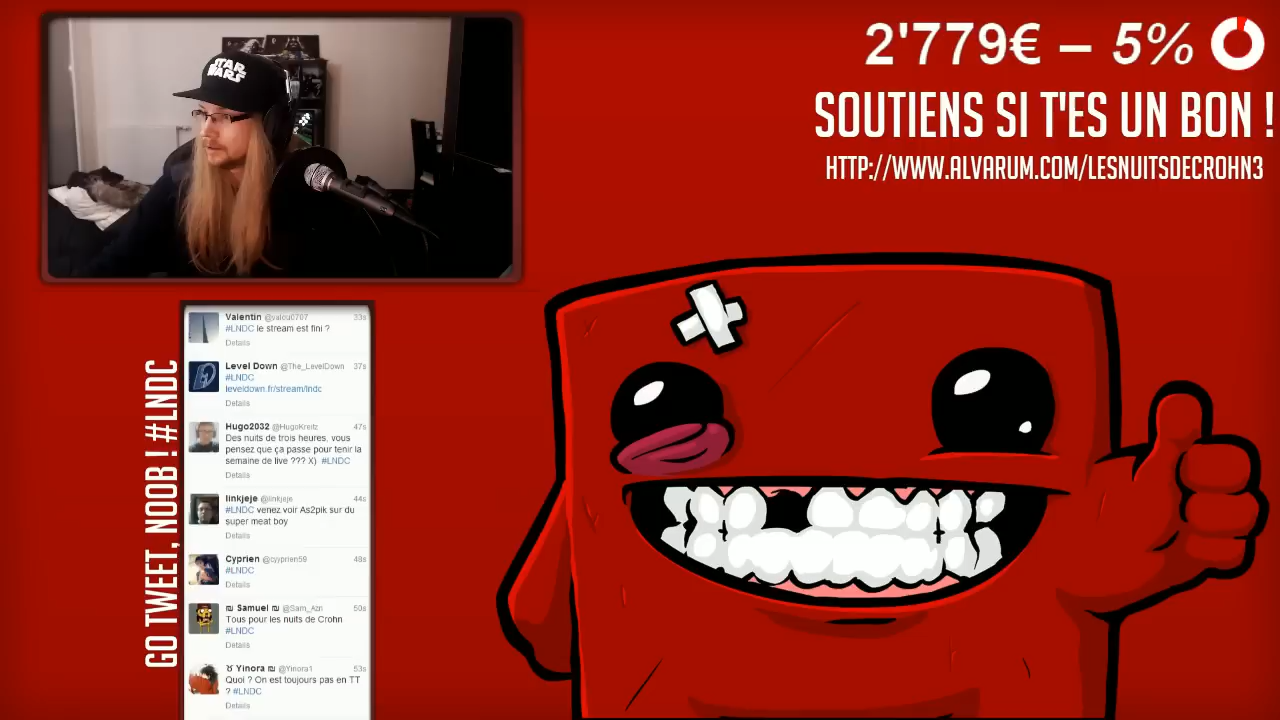 STAR
WARS
2'779€ – 5%
SOUTIENS SI T'ES UN BON !
HTTP://WWW.ALVARUM.COM/LESNUITSDECROHN3
GO TWEET, NOOB ! #LNDC
Valentin @valou0707 33s
#LNDC le stream est fini ?
Details
Level Down @The_LevelDown 37s
#LNDC
leveldown.fr/stream/lndc
Details
Hugo2032 @HugoKreitz 47s
Des nuits de trois heures, vous
pensez que ça passe pour tenir la
semaine de live ??? X) #LNDC
Details
linkjeje @linkjeje 44s
#LNDC venez voir As2pik sur du
super meat boy
Details
Cyprien @cyyprien59 48s
#LNDC
Details
₪ Samuel ₪ @Sam_Azri 50s
Tous pour les nuits de Crohn
#LNDC
Details
♉ Yinora ₪ @Yinora1 53s
Quoi ? On est toujours pas en TT
? #LNDC
Details